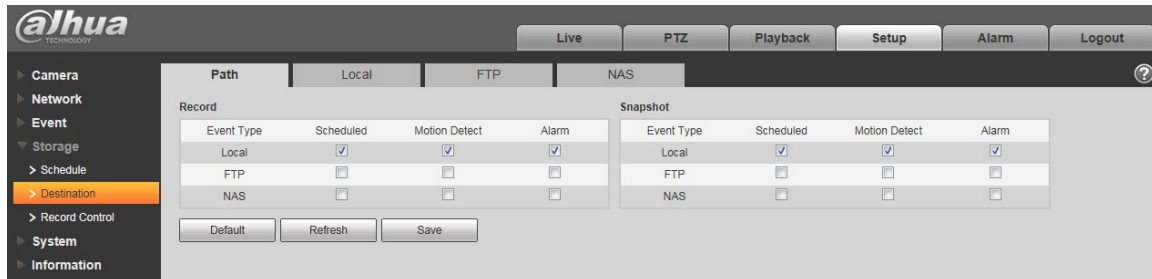 alhua
TECHNOLOGY
Live PTZ Playback Setup Alarm Logout
Camera
Network
Event
Storage
> Schedule
> Destination
> Record Control
System
Information
Path Local FTP NAS
?
Record
Event Type Scheduled Motion Detect Alarm
Local
FTP
NAS
Snapshot
Event Type Scheduled Motion Detect Alarm
Local
FTP
NAS
Default Refresh Save